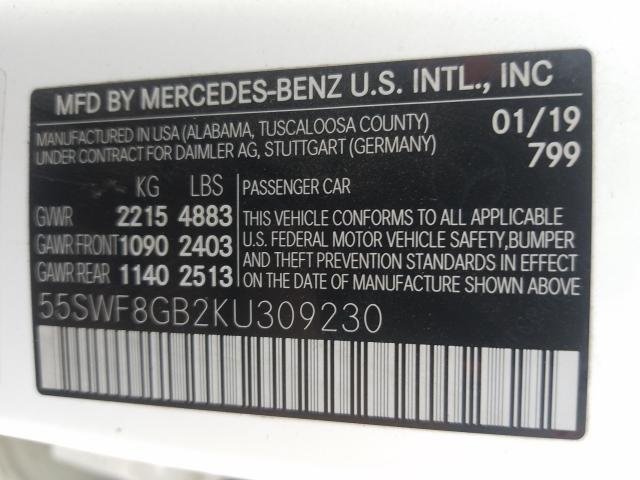 MFD BY MERCEDES-BENZ U.S. INTL., INC
MANUFACTURED IN USA (ALABAMA, TUSCALOOSA COUNTY)
UNDER CONTRACT FOR DAIMLER AG, STUTTGART (GERMANY)
01/19
799
KG LBS
GVWR 2215 4883
GAWR FRONT 1090 2403
GAWR REAR 1140 2513
PASSENGER CAR
THIS VEHICLE CONFORMS TO ALL APPLICABLE
U.S. FEDERAL MOTOR VEHICLE SAFETY,BUMPER
AND THEFT PREVENTION STANDARDS IN EFFECT
ON THE DATE OF MANUFACTURE SHOWN ABOVE
55SWF8GB2KU309230